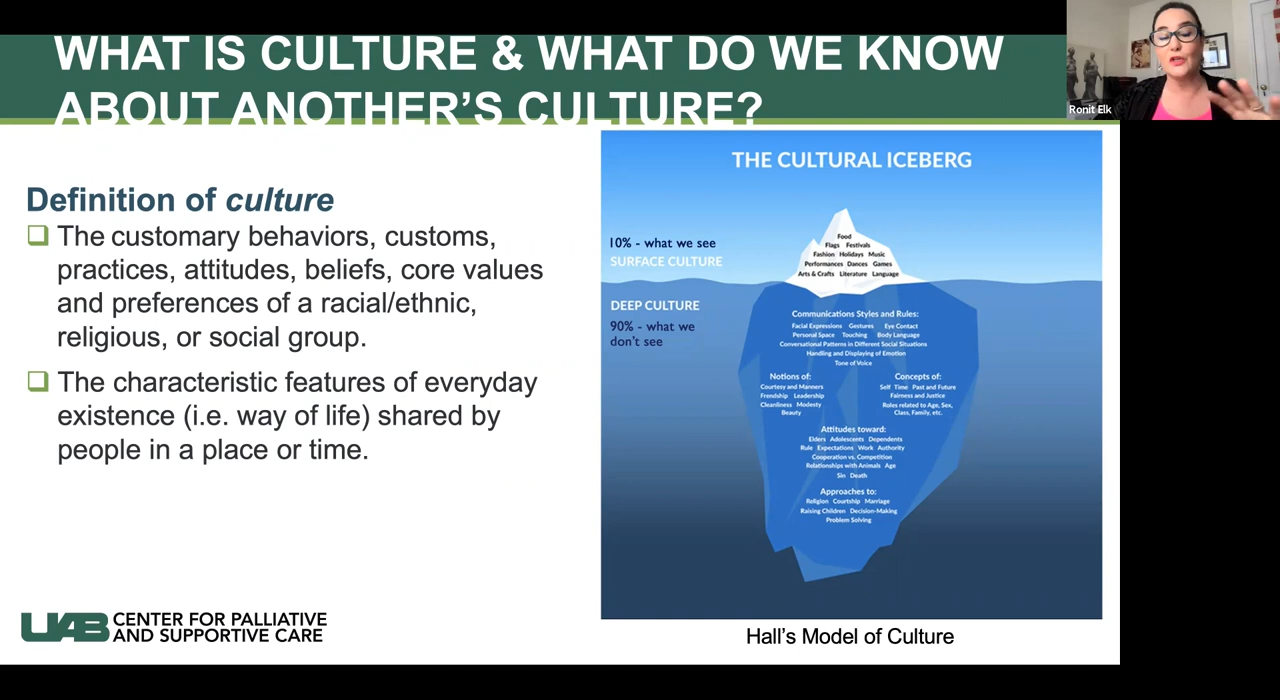 WHAT IS CULTURE & WHAT DO WE KNOW
ABOUT ANOTHER'S CULTURE?
Ronit Elk
Definition of culture
The customary behaviors, customs,
practices, attitudes, beliefs, core values
and preferences of a racial/ethnic,
religious, or social group.
The characteristic features of everyday
existence (i.e. way of life) shared by
people in a place or time.
THE CULTURAL ICEBERG
10% - what we see
SURFACE CULTURE
Food
Flags Festivals
Fashion Holidays Music
Performances Dances Games
Arts & Crafts Literature Language
DEEP CULTURE
90% - what we
don't see
Communications Styles and Rules:
Facial Expressions Gestures Eye Contact
Personal Space Touching Body Language
Conversational Patterns in Different Social Situations
Handling and Displaying of Emotion
Tone of Voice
Notions of:
Courtesy and Manners
Friendship Leadership
Cleanliness Modesty
Beauty
Concepts of:
Self Time Past and Future
Fairness and Justice
Roles related to Age, Sex,
Class, Family, etc.
Attitudes toward:
Elders Adolescents Dependents
Rule Expectations Work Authority
Cooperation vs. Competition
Relationships with Animals Age
Sin Death
Approaches to:
Religion Courtship Marriage
Raising Children Decision-Making
Problem Solving
Hall's Model of Culture
UAB CENTER FOR PALLIATIVE
AND SUPPORTIVE CARE